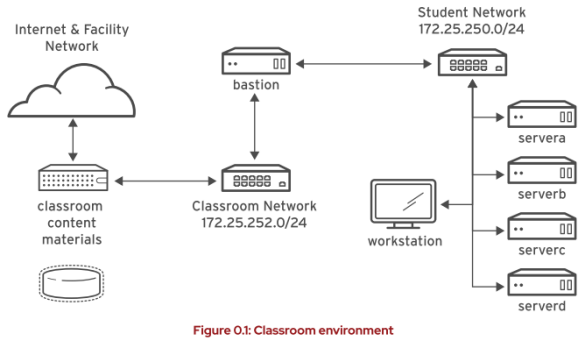 Student Network
172.25.250.0/24
Internet & Facility
Network
bastion
servera
serverb
classroom
content
materials
Classroom Network
172.25.252.0/24
workstation
serverc
serverd
Figure 0.1: Classroom environment